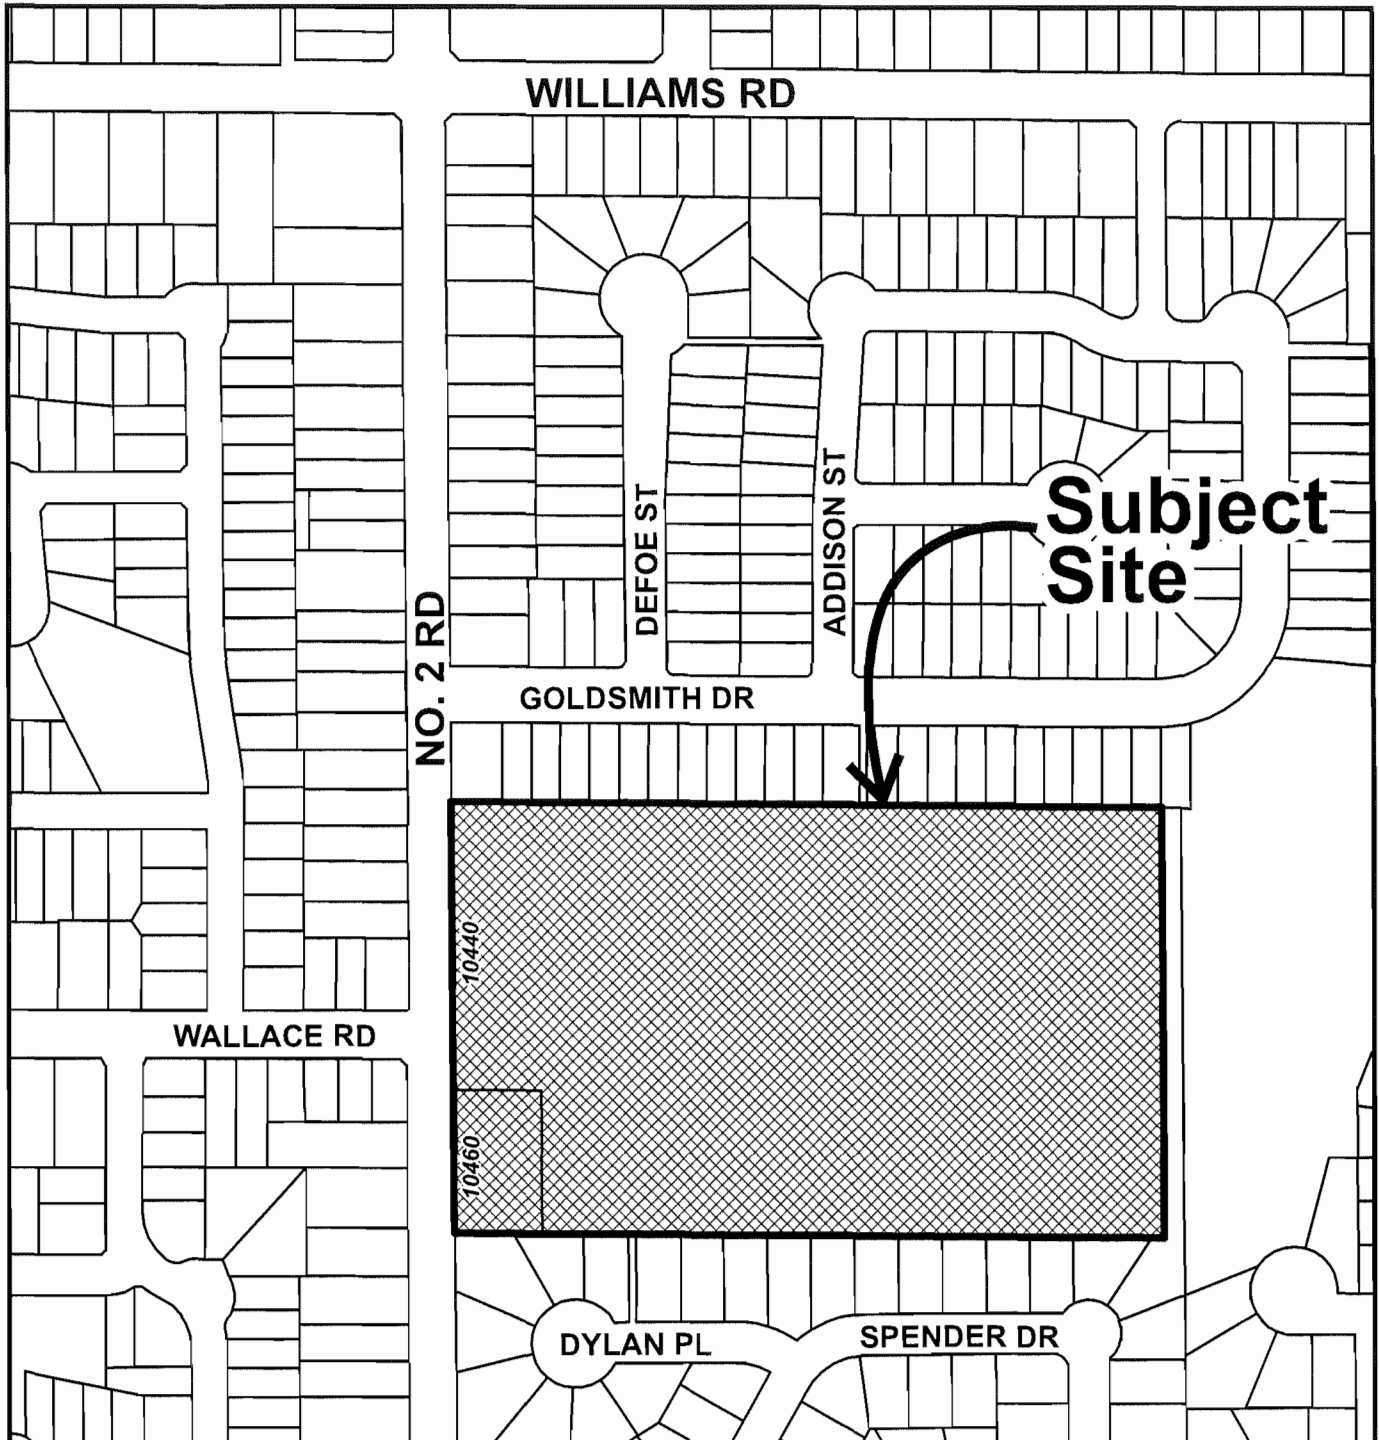 WILLIAMS RD
Subject
Site
DEFOE ST
ADDISON ST
NO. 2 RD
GOLDSMITH DR
10440
WALLACE RD
10460
DYLAN PL
SPENDER DR